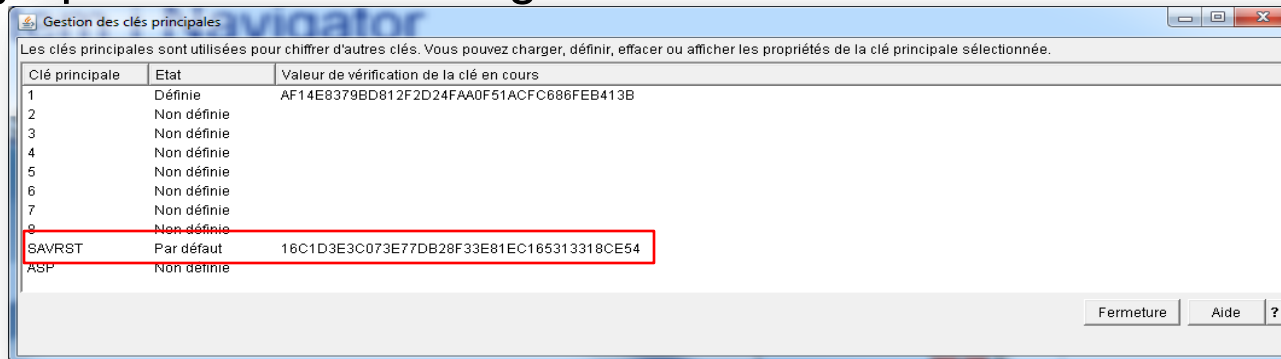 Navigator
Gestion des clés principales
Les clés principales sont utilisées pour chiffrer d'autres clés. Vous pouvez charger, définir, effacer ou afficher les propriétés de la clé principale sélectionnée.
Clé principale Etat Valeur de vérification de la clé en cours
1 Définie AF14E8379BD812F2D24FAA0F51ACFC686FEB413B
2 Non définie
3 Non définie
4 Non définie
5 Non définie
6 Non définie
7 Non définie
8 Non définie
SAVRST Par défaut 16C1D3E3C073E77DB28F33E81EC165313318CE54
ASP Non définie
Fermeture Aide ?